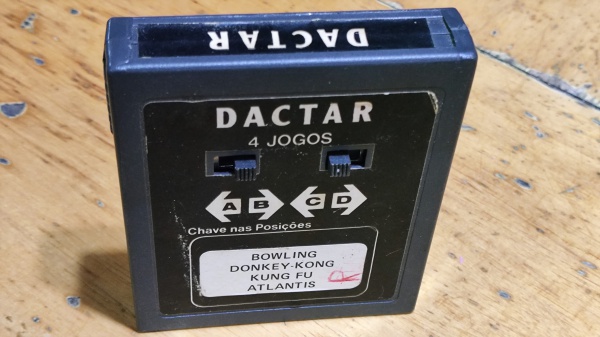 DACTAR
DACTAR
4 JOGOS
A B C D
Chave nas Posições
BOWLING
DONKEY-KONG
KUNG FU
ATLANTIS